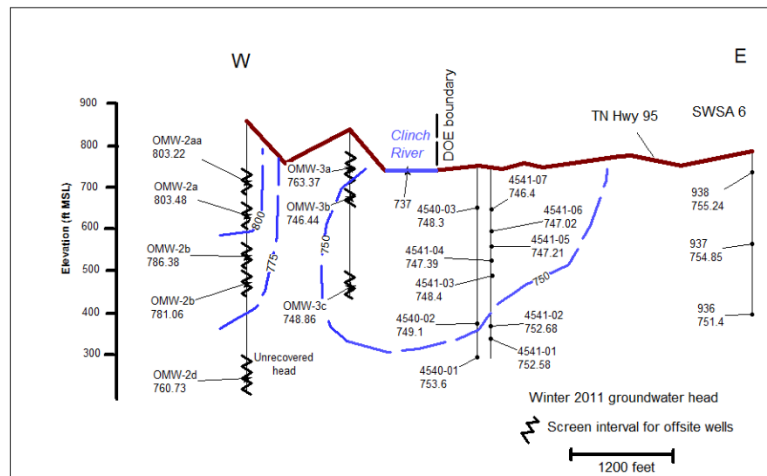 W
E
Elevation (ft MSL)
900
800
700
600
500
400
300
OMW-2aa
803.22
OMW-2a
803.48
OMW-2b
786.38
OMW-2b
781.06
OMW-2d
760.73
Unrecovered
head
800
775
OMW-3a
763.37
OMW-3b
746.44
750
OMW-3c
748.86
Clinch
River
737
DOE boundary
4540-03
748.3
4541-04
747.39
4541-03
748.4
4540-02
749.1
4540-01
753.6
4541-07
746.4
4541-06
747.02
4541-05
747.21
750
4541-02
752.68
4541-01
752.58
TN Hwy 95
SWSA 6
938
755.24
937
754.85
936
751.4
Winter 2011 groundwater head
Screen interval for offsite wells
1200 feet